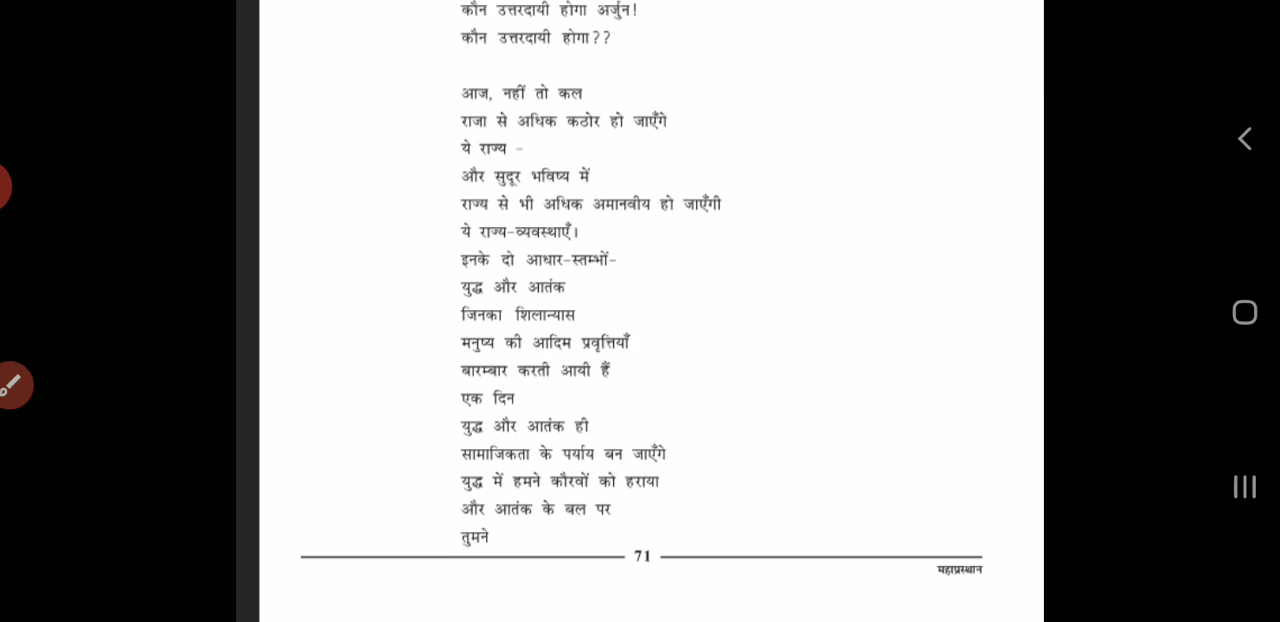 कौन उत्तरदायी होगा अर्जुन!
कौन उत्तरदायी होगा??
आज, नहीं तो कल
राजा से अधिक कठोर हो जाएँगे
ये राज्य -
और सुदूर भविष्य में
राज्य से भी अधिक अमानवीय हो जाएँगी
ये राज्य-व्यवस्थाएँ।
इनके दो आधार-स्तम्भों-
युद्ध और आतंक
जिनका शिलान्यास
मनुष्य की आदिम प्रवृत्तियाँ
बारम्बार करती आयी हैं
एक दिन
युद्ध और आतंक ही
सामाजिकता के पर्याय बन जाएँगे
युद्ध में हमने कौरवों को हराया
और आतंक के बल पर
तुमने
71
महाप्रस्थान